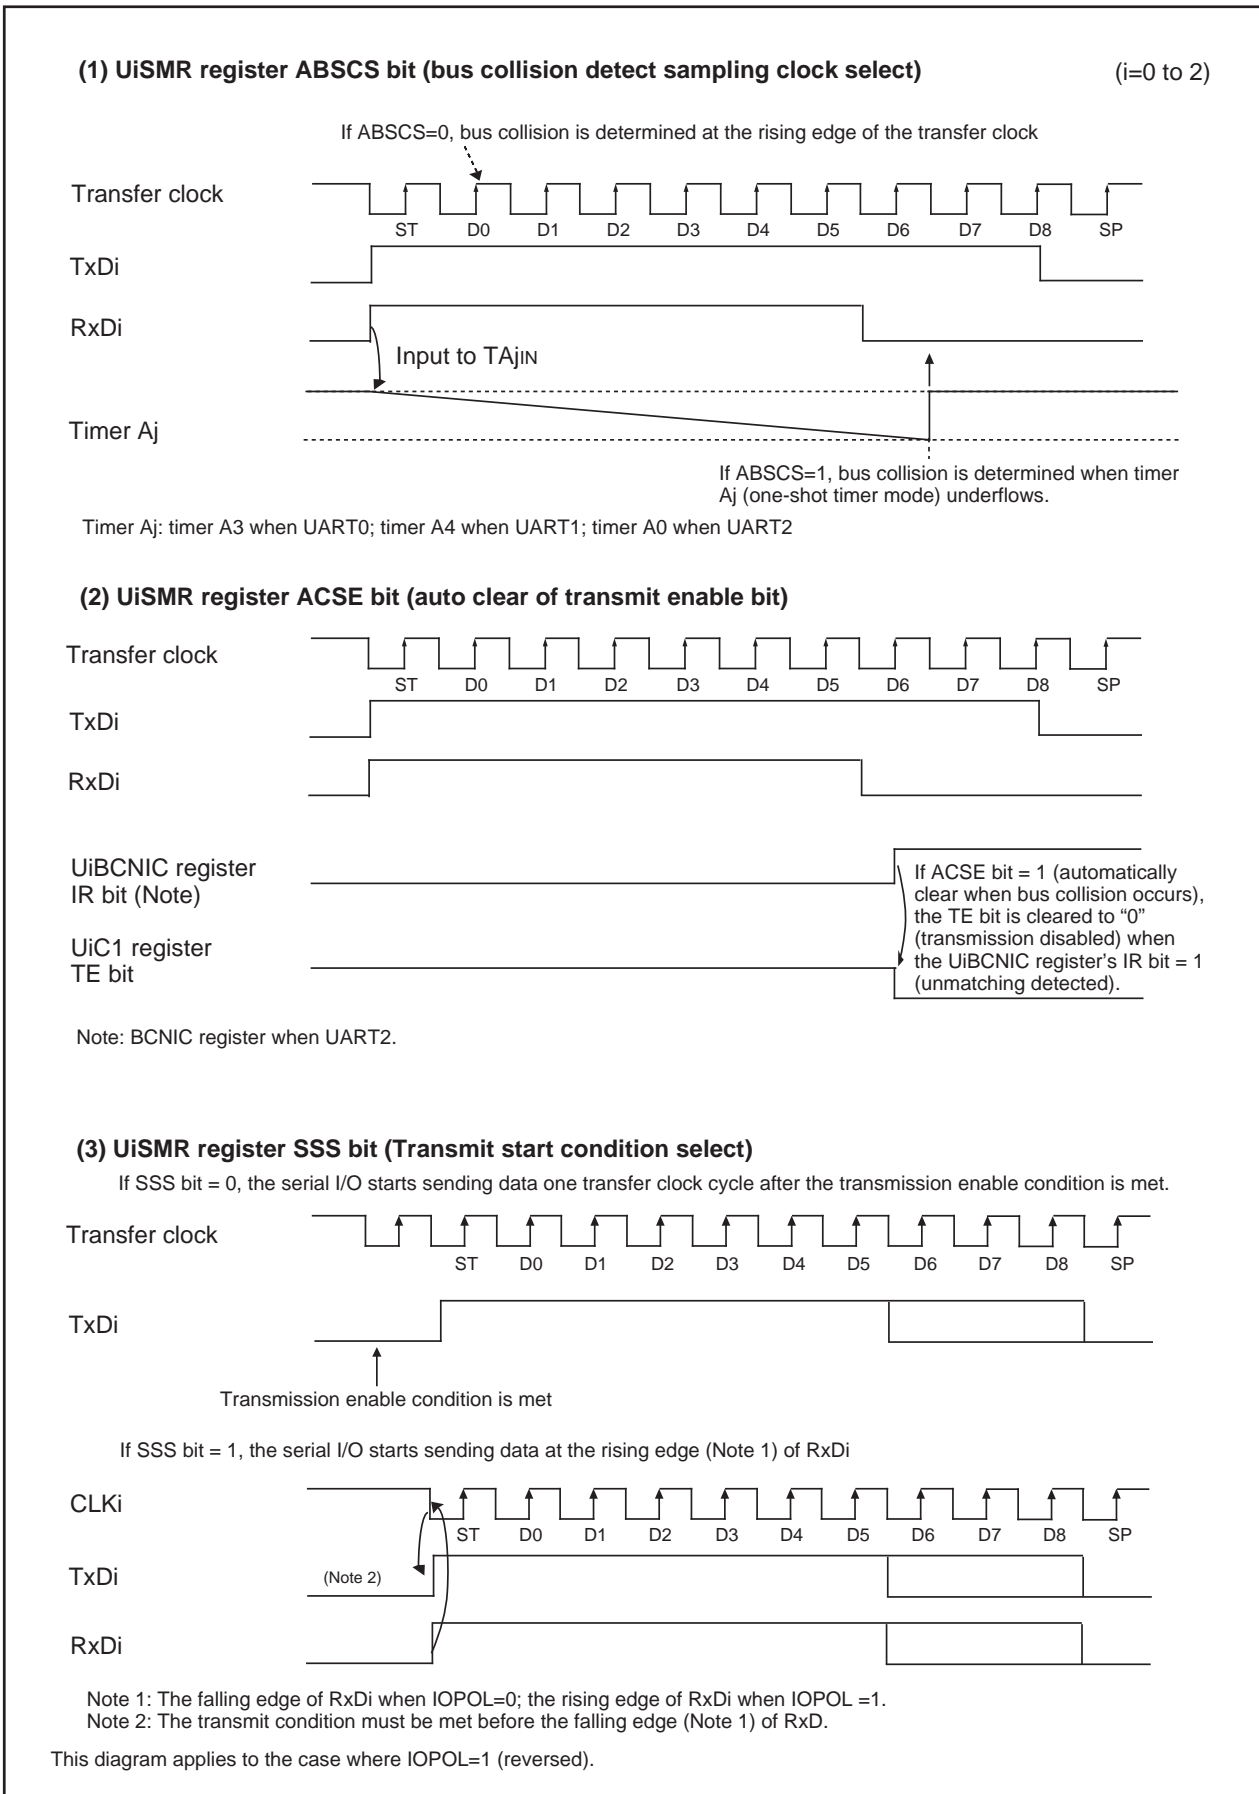 (1) UiSMR register ABSCS bit (bus collision detect sampling clock select) (i=0 to 2)
If ABSCS=0, bus collision is determined at the rising edge of the transfer clock
Transfer clock
ST D0 D1 D2 D3 D4 D5 D6 D7 D8 SP
TxDi
RxDi
Input to TAjIN
Timer Aj
If ABSCS=1, bus collision is determined when timer
Aj (one-shot timer mode) underflows.
Timer Aj: timer A3 when UART0; timer A4 when UART1; timer A0 when UART2
(2) UiSMR register ACSE bit (auto clear of transmit enable bit)
Transfer clock
ST D0 D1 D2 D3 D4 D5 D6 D7 D8 SP
TxDi
RxDi
UiBCNIC register
IR bit (Note)
If ACSE bit = 1 (automatically
clear when bus collision occurs),
the TE bit is cleared to “0”
(transmission disabled) when
the UiBCNIC register’s IR bit = 1
(unmatching detected).
UiC1 register
TE bit
Note: BCNIC register when UART2.
(3) UiSMR register SSS bit (Transmit start condition select)
If SSS bit = 0, the serial I/O starts sending data one transfer clock cycle after the transmission enable condition is met.
Transfer clock
ST D0 D1 D2 D3 D4 D5 D6 D7 D8 SP
TxDi
Transmission enable condition is met
If SSS bit = 1, the serial I/O starts sending data at the rising edge (Note 1) of RxDi
CLKi
ST D0 D1 D2 D3 D4 D5 D6 D7 D8 SP
TxDi
(Note 2)
RxDi
Note 1: The falling edge of RxDi when IOPOL=0; the rising edge of RxDi when IOPOL =1.
Note 2: The transmit condition must be met before the falling edge (Note 1) of RxD.
This diagram applies to the case where IOPOL=1 (reversed).